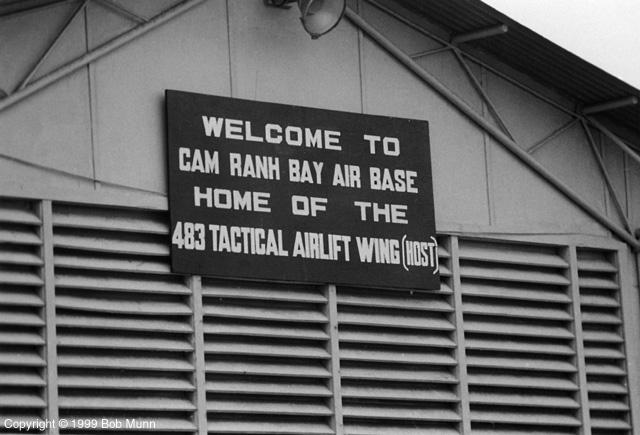 WELCOME TO
CAM RANH BAY AIR BASE
HOME OF THE
483 TACTICAL AIRLIFT WING (HOST)
Copyright © 1999 Bob Munn